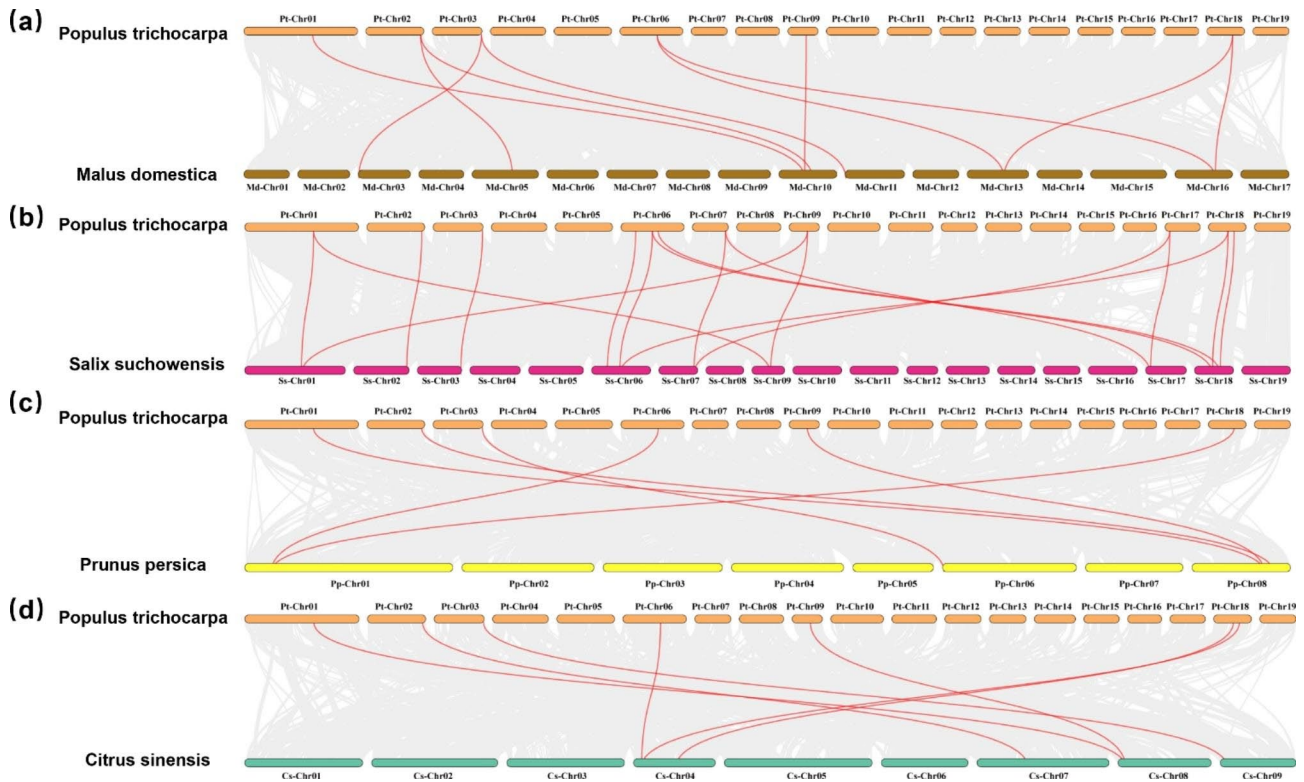 (a)
Pt-Chr01 Pt-Chr02 Pt-Chr03 Pt-Chr04 Pt-Chr05 Pt-Chr06 Pt-Chr07 Pt-Chr08 Pt-Chr09 Pt-Chr10 Pt-Chr11 Pt-Chr12 Pt-Chr13 Pt-Chr14 Pt-Chr15 Pt-Chr16 Pt-Chr17 Pt-Chr18 Pt-Chr19
Populus trichocarpa
Malus domestica
Md-Chr01 Md-Chr02 Md-Chr03 Md-Chr04 Md-Chr05 Md-Chr06 Md-Chr07 Md-Chr08 Md-Chr09 Md-Chr10 Md-Chr11 Md-Chr12 Md-Chr13 Md-Chr14 Md-Chr15 Md-Chr16 Md-Chr17
(b)
Pt-Chr01 Pt-Chr02 Pt-Chr03 Pt-Chr04 Pt-Chr05 Pt-Chr06 Pt-Chr07 Pt-Chr08 Pt-Chr09 Pt-Chr10 Pt-Chr11 Pt-Chr12 Pt-Chr13 Pt-Chr14 Pt-Chr15 Pt-Chr16 Pt-Chr17 Pt-Chr18 Pt-Chr19
Populus trichocarpa
Salix suchowensis
Ss-Chr01 Ss-Chr02 Ss-Chr03 Ss-Chr04 Ss-Chr05 Ss-Chr06 Ss-Chr07 Ss-Chr08 Ss-Chr09 Ss-Chr10 Ss-Chr11 Ss-Chr12 Ss-Chr13 Ss-Chr14 Ss-Chr15 Ss-Chr16 Ss-Chr17 Ss-Chr18 Ss-Chr19
(c)
Pt-Chr01 Pt-Chr02 Pt-Chr03 Pt-Chr04 Pt-Chr05 Pt-Chr06 Pt-Chr07 Pt-Chr08 Pt-Chr09 Pt-Chr10 Pt-Chr11 Pt-Chr12 Pt-Chr13 Pt-Chr14 Pt-Chr15 Pt-Chr16 Pt-Chr17 Pt-Chr18 Pt-Chr19
Populus trichocarpa
Prunus persica
Pp-Chr01 Pp-Chr02 Pp-Chr03 Pp-Chr04 Pp-Chr05 Pp-Chr06 Pp-Chr07 Pp-Chr08
(d)
Pt-Chr01 Pt-Chr02 Pt-Chr03 Pt-Chr04 Pt-Chr05 Pt-Chr06 Pt-Chr07 Pt-Chr08 Pt-Chr09 Pt-Chr10 Pt-Chr11 Pt-Chr12 Pt-Chr13 Pt-Chr14 Pt-Chr15 Pt-Chr16 Pt-Chr17 Pt-Chr18 Pt-Chr19
Populus trichocarpa
Citrus sinensis
Cs-Chr01 Cs-Chr02 Cs-Chr03 Cs-Chr04 Cs-Chr05 Cs-Chr06 Cs-Chr07 Cs-Chr08 Cs-Chr09